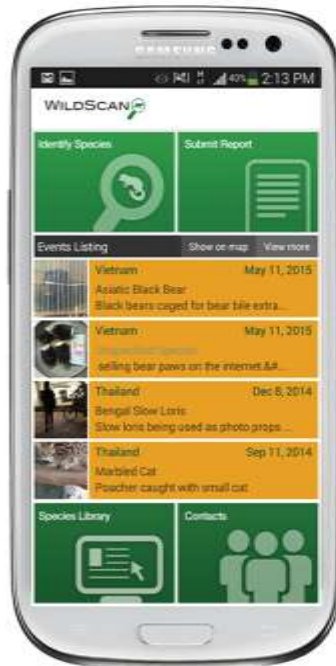 SAMSUNG
40% 2:13 PM
WILDSCAN
Identify Species
Submit Report
Events Listing Show on map View more
Vietnam May 11, 2015
Asiatic Black Bear
Black bears caged for bear bile extra...
Vietnam May 11, 2015
selling bear paws on the internet.&#...
Thailand Dec 8, 2014
Bengal Slow Loris
Slow loris being used as photo props...
Thailand Sep 11, 2014
Marbled Cat
Poacher caught with small cat
Species Library
Contacts